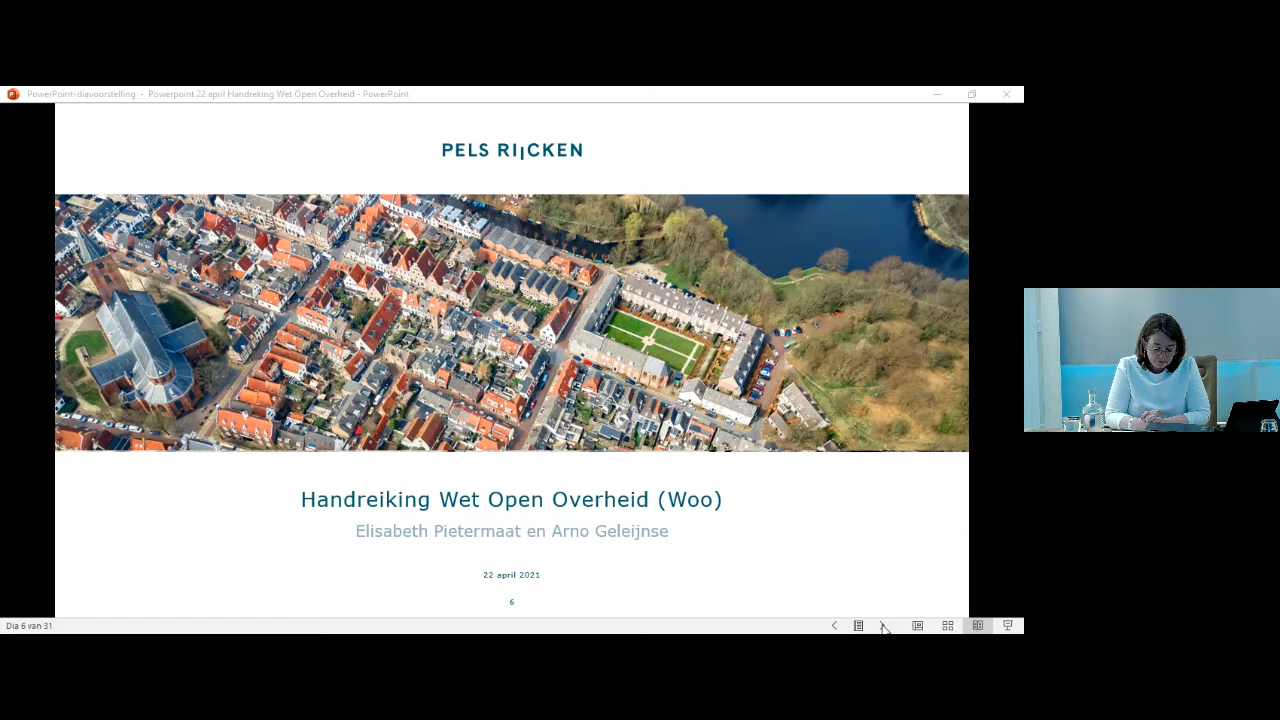 PowerPoint-diavoorstelling - Powerpoint 22 april Handreking Wet Open Overheid - PowerPoint
PELS RIJCKEN
Handreiking Wet Open Overheid (Woo)
Elisabeth Pietermaat en Arno Geleijnse
22 april 2021
6
Dia 6 van 31